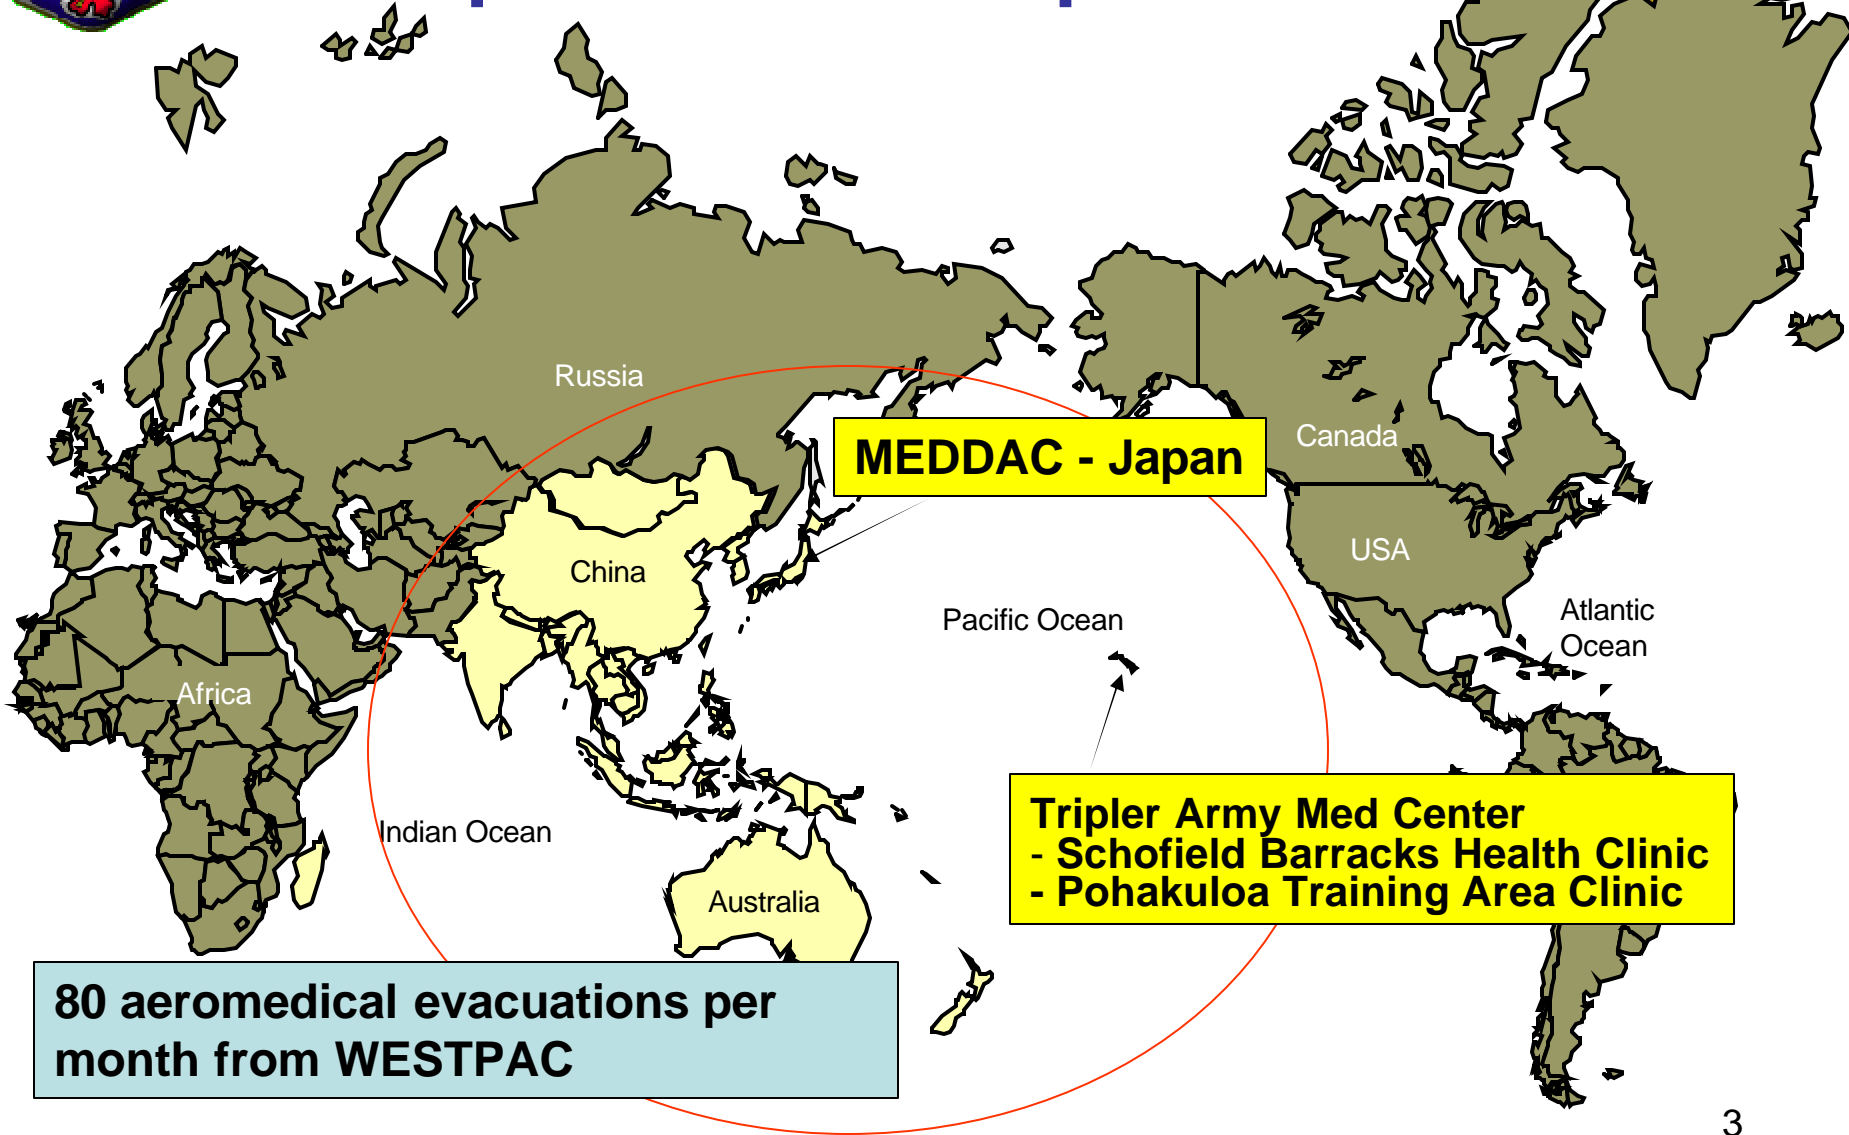 Russia
MEDDAC - Japan
Canada
USA
China
Pacific Ocean
Atlantic
Ocean
Africa
Tripler Army Med Center
- Schofield Barracks Health Clinic
- Pohakuloa Training Area Clinic
Indian Ocean
Australia
80 aeromedical evacuations per
month from WESTPAC
3